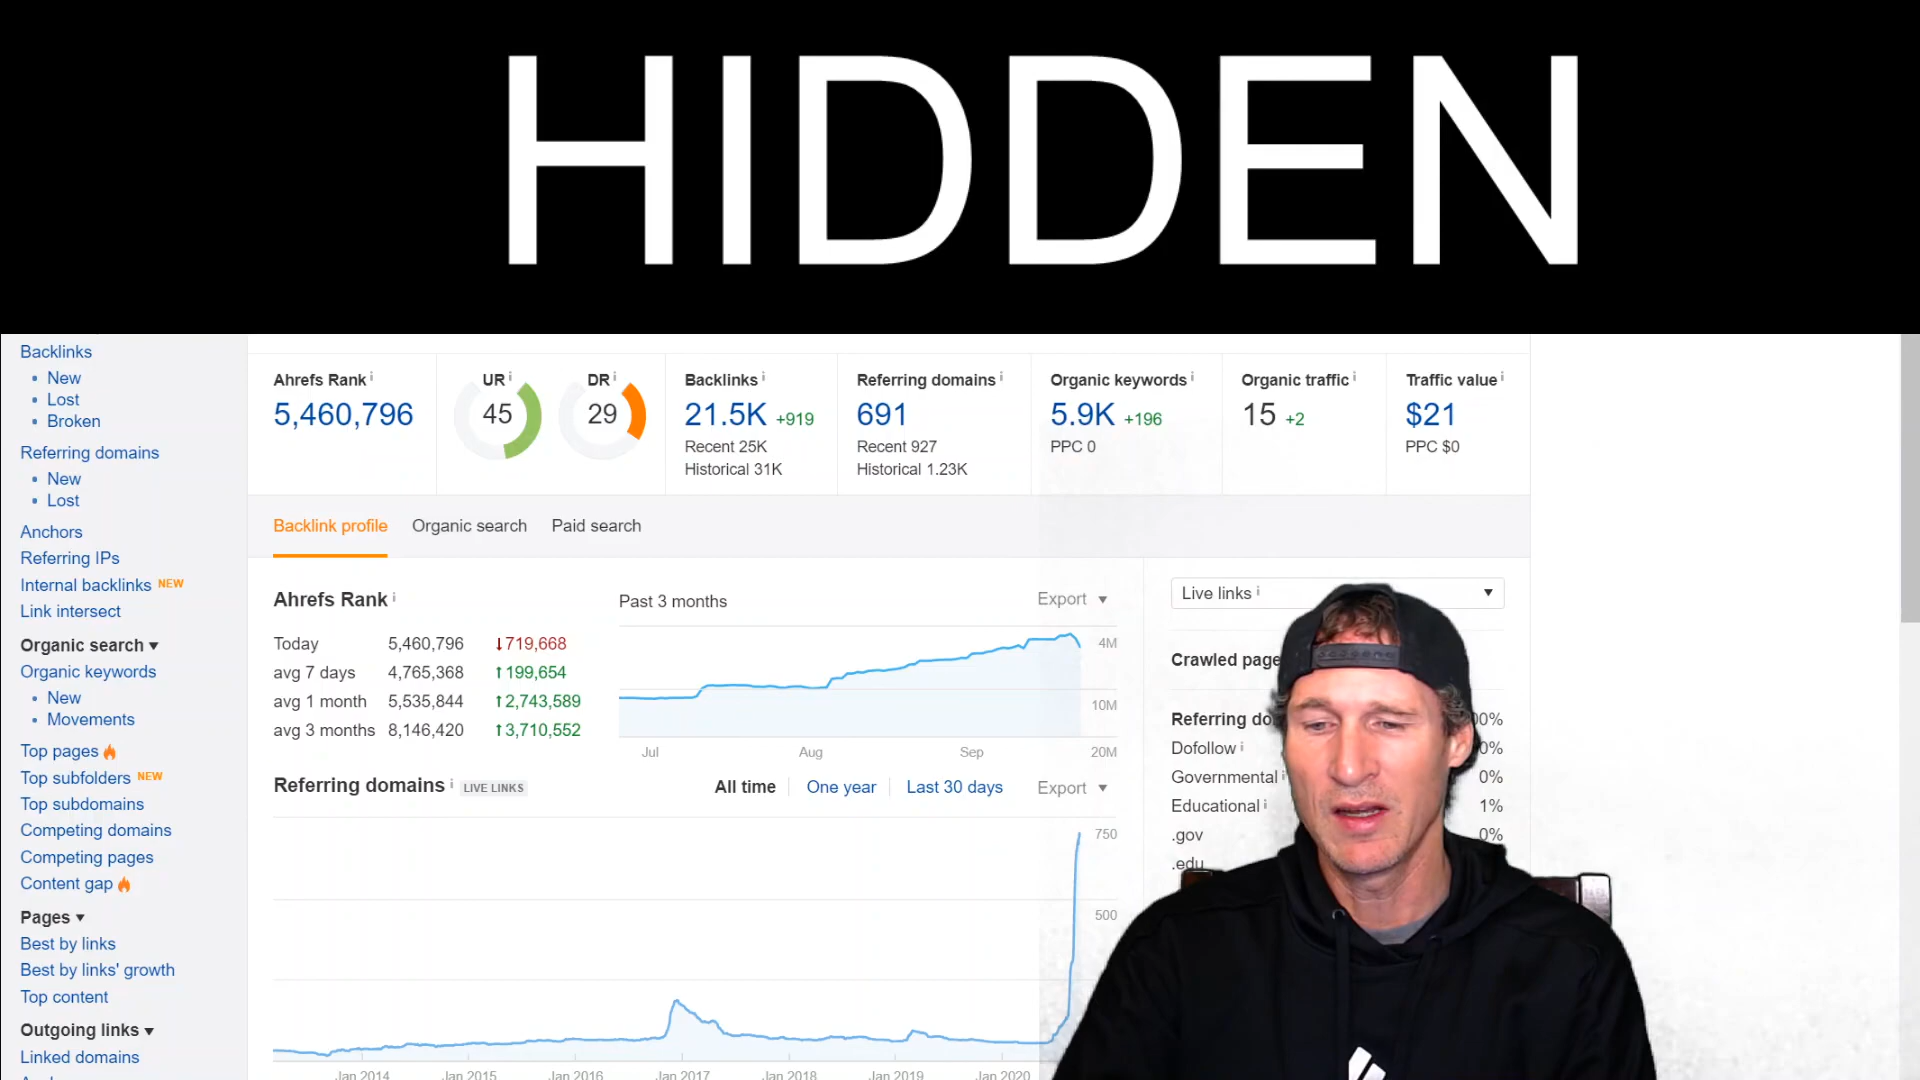 HIDDEN
Backlinks
New
Lost
Broken
Referring domains
New
Lost
Anchors
Referring IPs
Internal backlinks NEW
Link intersect
Organic search
Organic keywords
New
Movements
Top pages
Top subfolders NEW
Top subdomains
Competing domains
Competing pages
Content gap
Pages
Best by links
Best by links' growth
Top content
Outgoing links
Linked domains
Ahrefs Rank i
5,460,796
UR i
45
DR i
29
Backlinks i
21.5K +919
Recent 25K
Historical 31K
Referring domains i
691
Recent 927
Historical 1.23K
Organic keywords i
5.9K +196
PPC 0
Organic traffic i
15 +2
Traffic value i
$21
PPC $0
Backlink profile Organic search Paid search
Ahrefs Rank i
Today 5,460,796 ↓719,668
avg 7 days 4,765,368 ↑199,654
avg 1 month 5,535,844 ↑2,743,589
avg 3 months 8,146,420 ↑3,710,552
Past 3 months Export
4M
10M
20M
Jul Aug Sep
Referring domains i LIVE LINKS All time One year Last 30 days Export
750
500
Jan 2014 Jan 2015 Jan 2016 Jan 2017 Jan 2018 Jan 2019 Jan 2020
Live links i
Crawled page
Referring do 00%
Dofollow i 0%
Governmental i 0%
Educational i 1%
.gov 0%
.edu